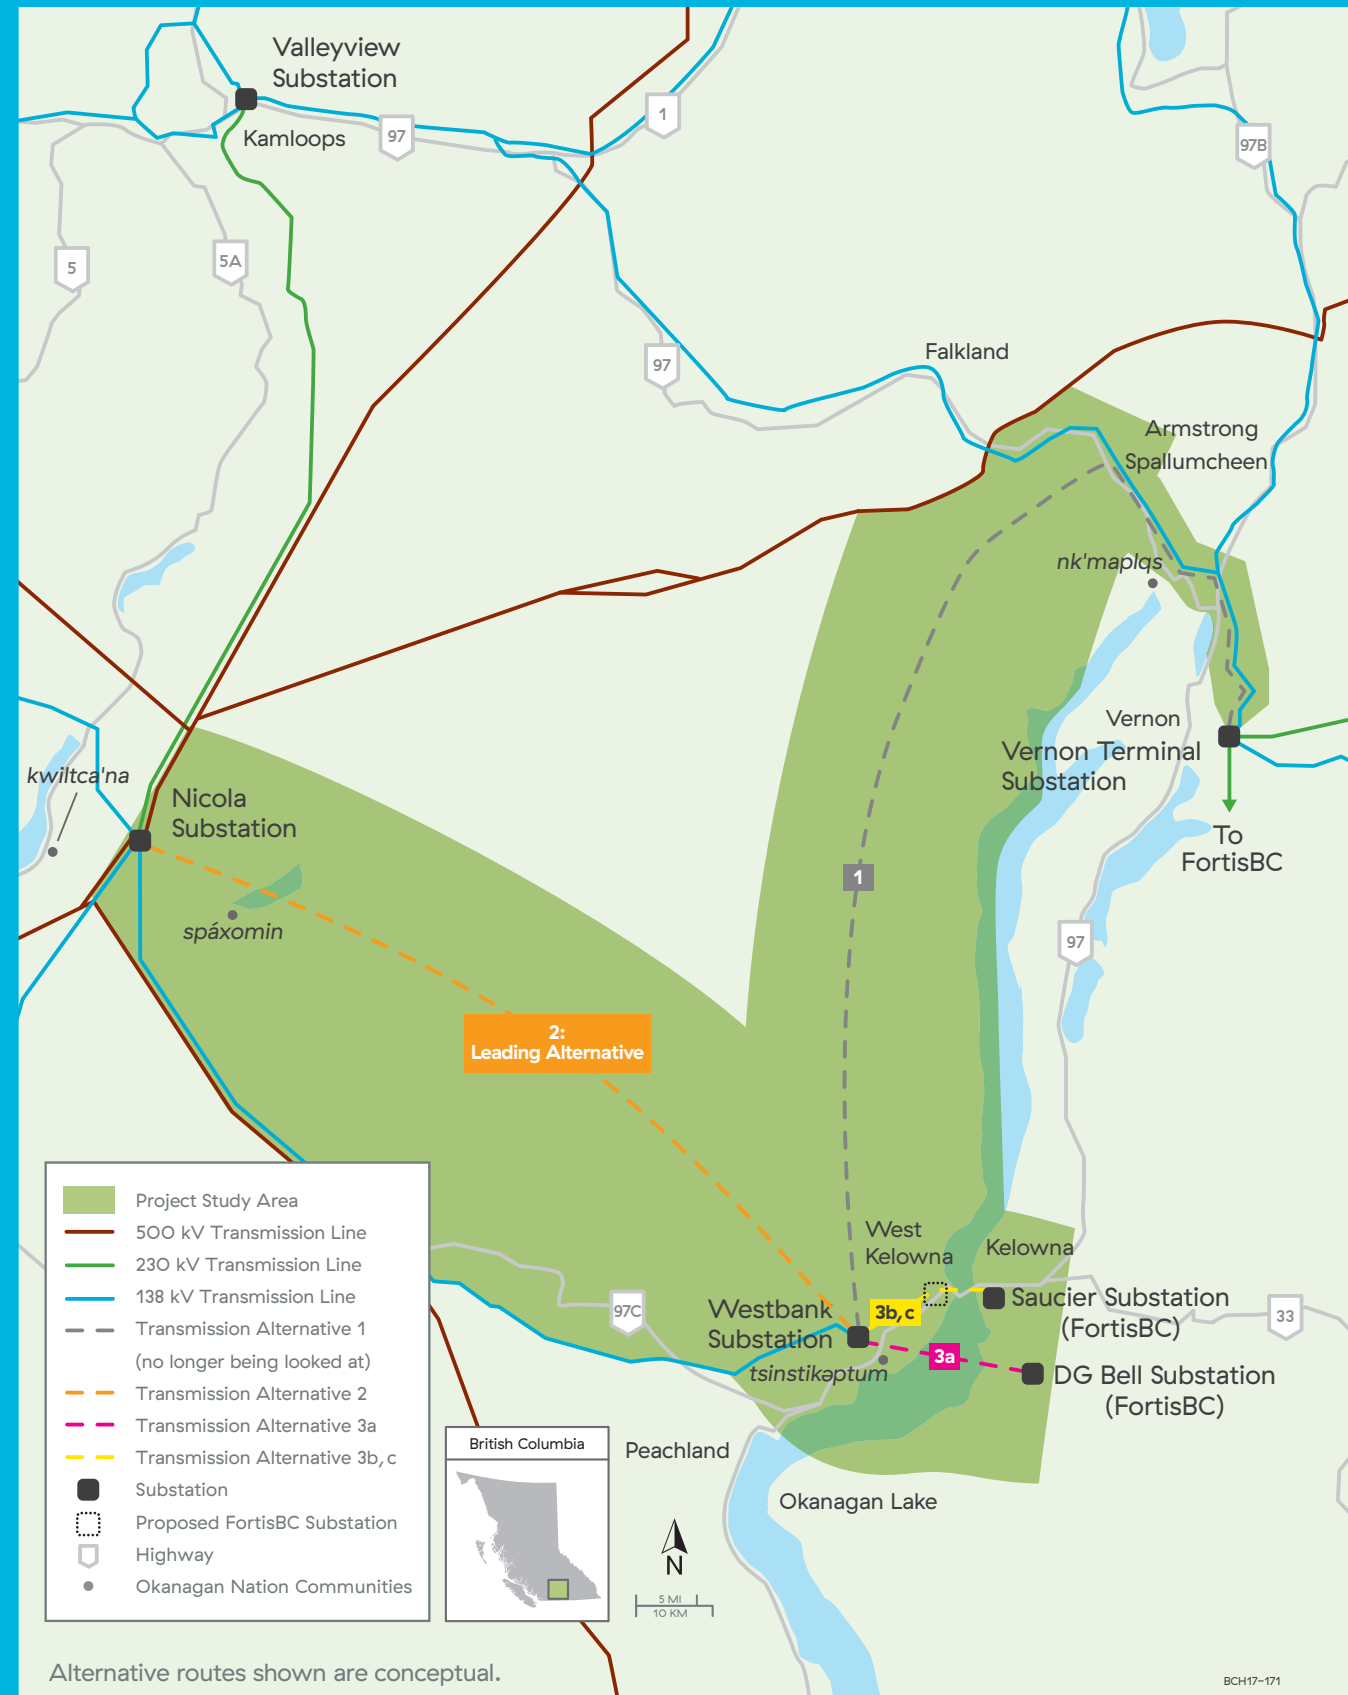 Valleyview
Substation
Kamloops
97
1
97B
5
5A
97
Falkland
Armstrong
Spallumcheen
nk'maplqs
kwiltca'na
Nicola
Substation
spáxomin
Vernon
Vernon Terminal
Substation
To
FortisBC
1
97
2:
Leading Alternative
West
Kelowna
Kelowna
97C
Westbank
Substation
3b,c
Saucier Substation
(FortisBC)
33
3a
tsinstikəptum
DG Bell Substation
(FortisBC)
Peachland
Okanagan Lake
Project Study Area
500 kV Transmission Line
230 kV Transmission Line
138 kV Transmission Line
Transmission Alternative 1
(no longer being looked at)
Transmission Alternative 2
Transmission Alternative 3a
Transmission Alternative 3b,c
Substation
Proposed FortisBC Substation
Highway
Okanagan Nation Communities
British Columbia
N
5 MI
10 KM
Alternative routes shown are conceptual.
BCH17-171